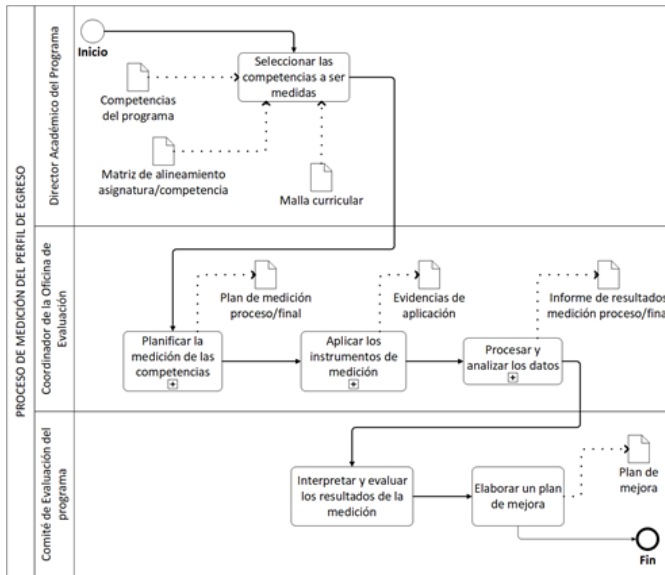 PROCESO DE MEDICIÓN DEL PERFIL DE EGRESO
Director Académico del Programa
Inicio
Seleccionar las
competencias a ser
medidas
Competencias
del programa
Matriz de alineamiento
asignatura/competencia
Malla curricular
Coordinador de la Oficina de
Evaluación
Plan de medición
proceso/final
Evidencias de
aplicación
Informe de resultados
medición proceso/final
Planificar la
medición de las
competencias
Aplicar los
instrumentos de
medición
Procesar y
analizar los datos
Comité de Evaluación del
programa
Interpretar y evaluar
los resultados de la
medición
Elaborar un plan
de mejora
Plan de
mejora
Fin